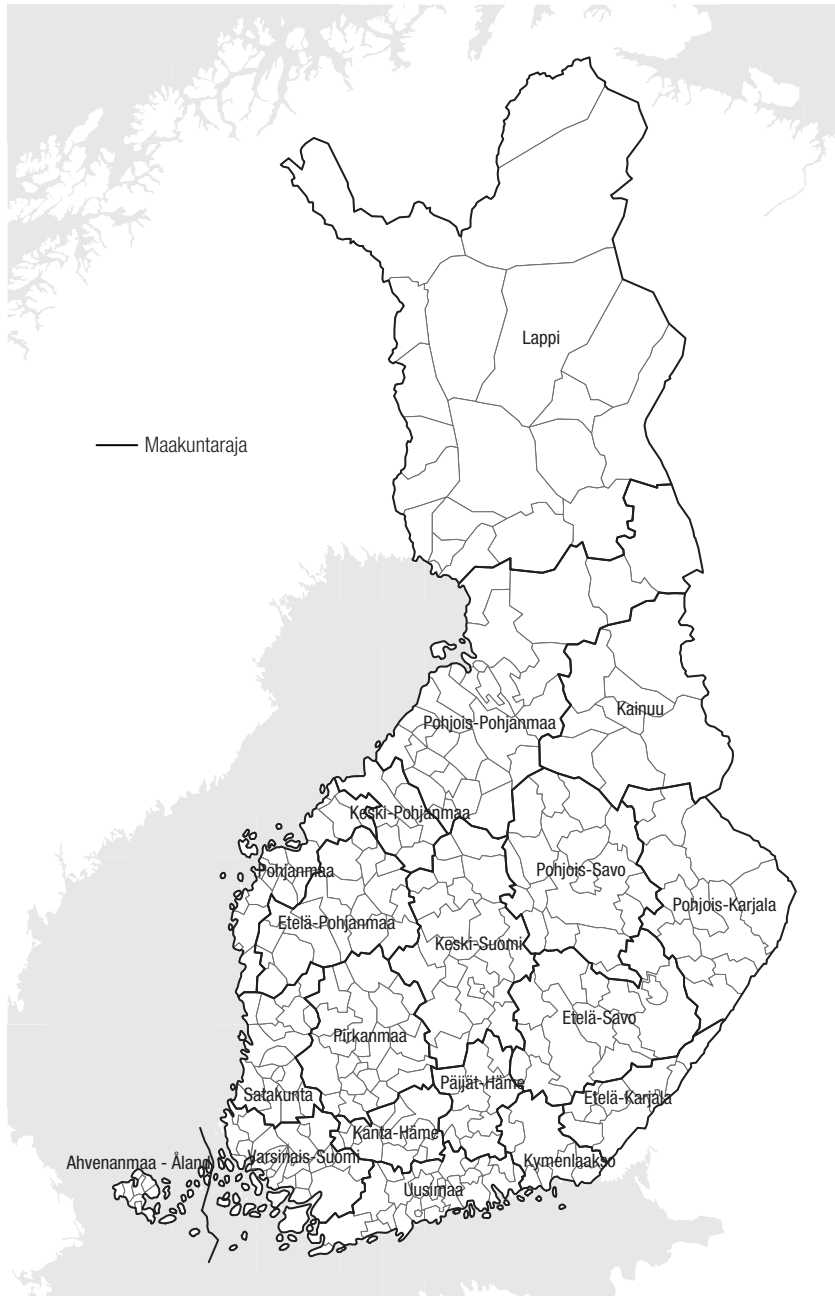 Lappi
Maakuntaraja
Kainuu
Pohjois-Pohjanmaa
Keski-Pohjanmaa
Pohjanmaa
Pohjois-Savo
Pohjois-Karjala
Etelä-Pohjanmaa
Keski-Suomi
Etelä-Savo
Pirkanmaa
Päijät-Häme
Satakunta
Etelä-Karjala
Kanta-Häme
Varsinais-Suomi
Ahvenanmaa - Åland
Kymenlaakso
Uusimaa